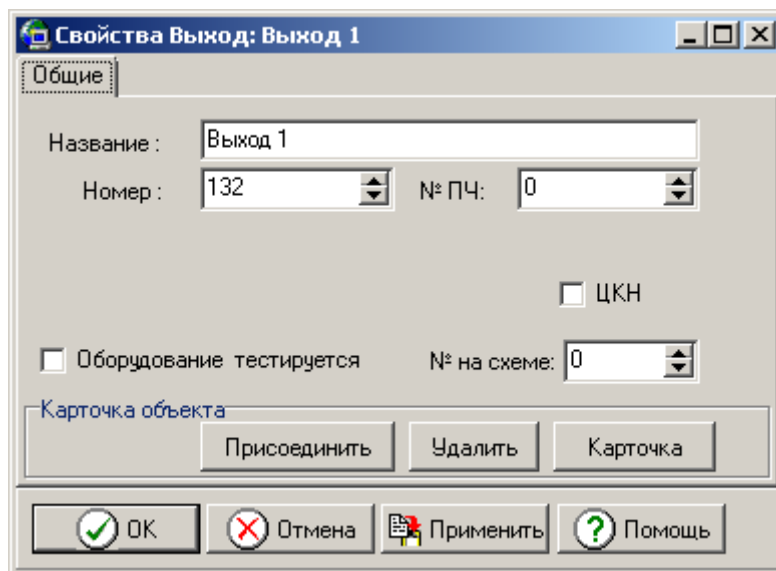 Свойства Выход: Выход 1
Общие
Название : Выход 1
Номер : 132 № ПЧ: 0
ЦКН
Оборудование тестируется № на схеме: 0
Карточка объекта
Присоединить Удалить Карточка
OK Отмена Применить Помощь